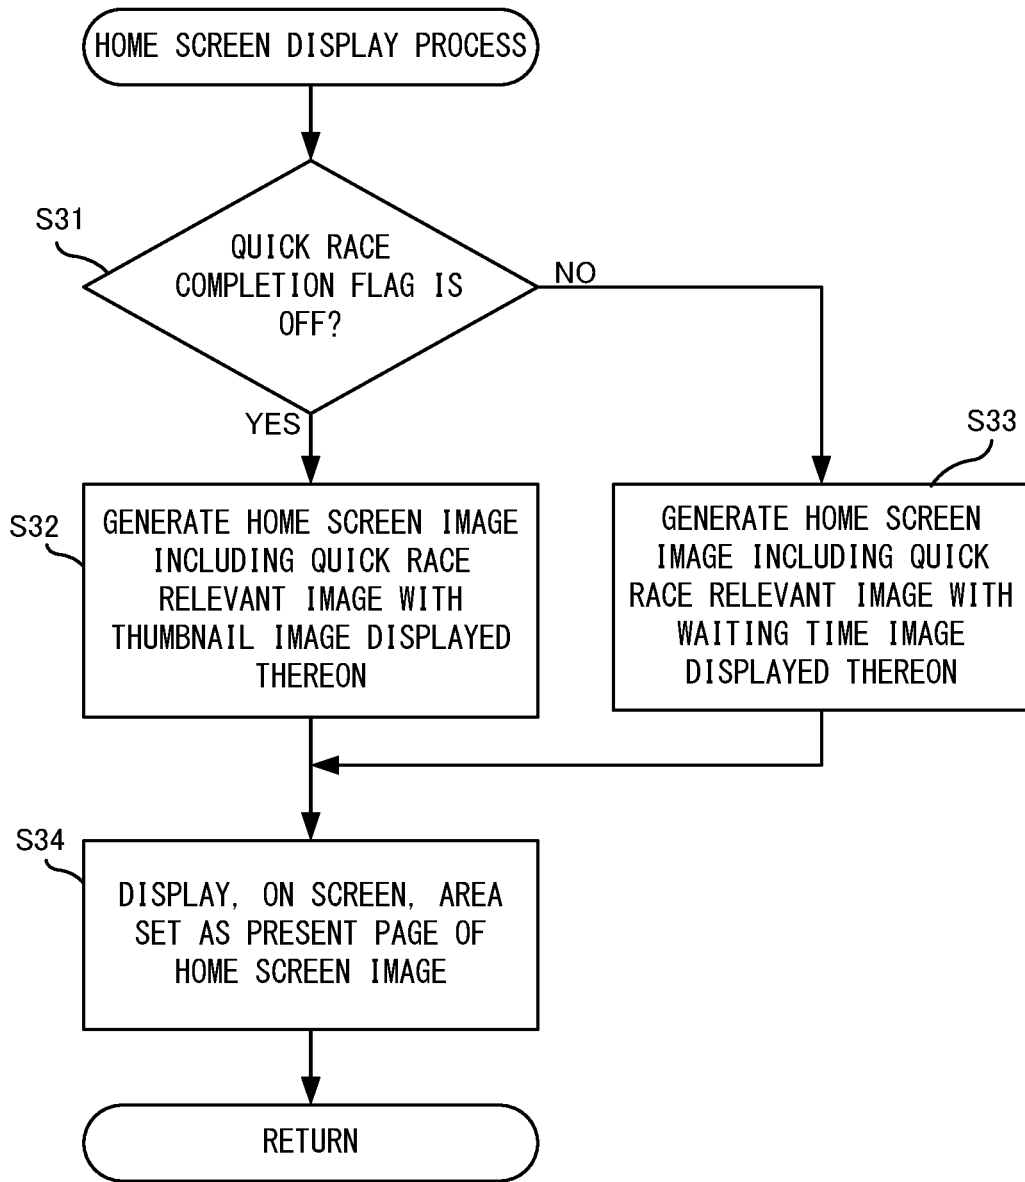 HOME SCREEN DISPLAY PROCESS
S31
QUICK RACE
COMPLETION FLAG IS
OFF?
NO
YES
S32
GENERATE HOME SCREEN IMAGE
INCLUDING QUICK RACE
RELEVANT IMAGE WITH
THUMBNAIL IMAGE DISPLAYED
THEREON
S33
GENERATE HOME SCREEN
IMAGE INCLUDING QUICK
RACE RELEVANT IMAGE WITH
WAITING TIME IMAGE
DISPLAYED THEREON
S34
DISPLAY, ON SCREEN, AREA
SET AS PRESENT PAGE OF
HOME SCREEN IMAGE
RETURN